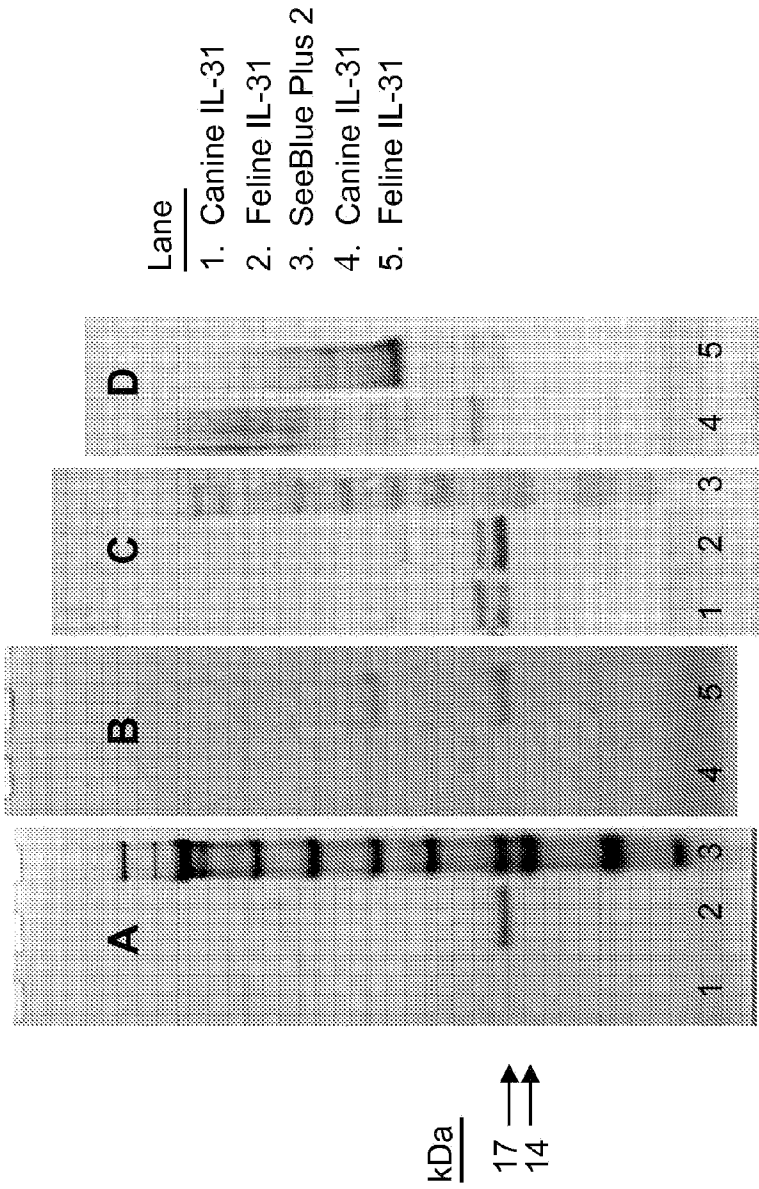 kDa
17
14
A
1 2 3
B
4 5
C
1 2 3
D
4 5
Lane
1. Canine IL-31
2. Feline IL-31
3. SeeBlue Plus 2
4. Canine IL-31
5. Feline IL-31